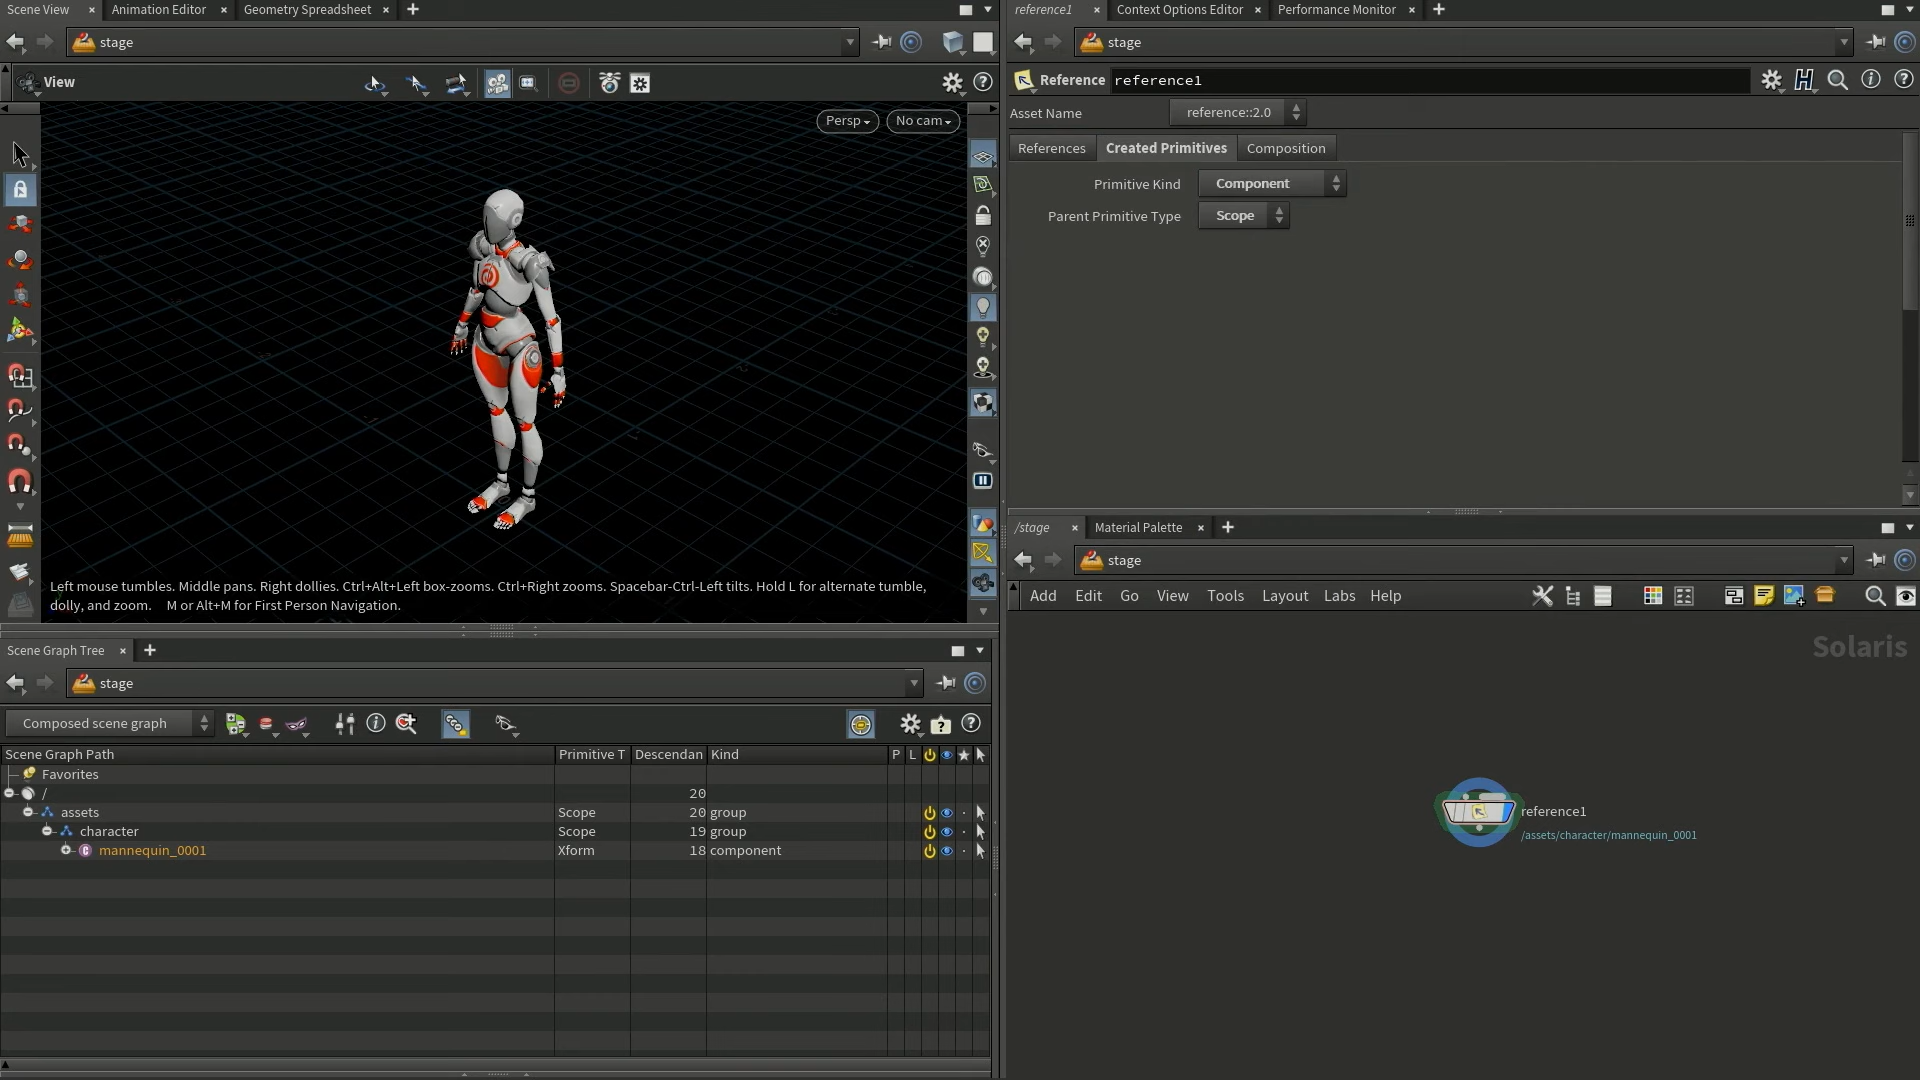 Scene View
Animation Editor
Geometry Spreadsheet
stage
View
Persp
No cam
Left mouse tumbles. Middle pans. Right dollies. Ctrl+Alt+Left box-zooms. Ctrl+Right zooms. Spacebar-Ctrl-Left tilts. Hold L for alternate tumble,
dolly, and zoom. M or Alt+M for First Person Navigation.
Scene Graph Tree
stage
Composed scene graph
Scene Graph Path Primitive T Descendan Kind P L
Favorites
/ 20
assets Scope 20 group
character Scope 19 group
mannequin_0001 Xform 18 component
reference1
Context Options Editor
Performance Monitor
stage
Reference reference1
Asset Name reference::2.0
References Created Primitives Composition
Primitive Kind Component
Parent Primitive Type Scope
/stage
Material Palette
stage
Add Edit Go View Tools Layout Labs Help
Solaris
reference1
/assets/character/mannequin_0001